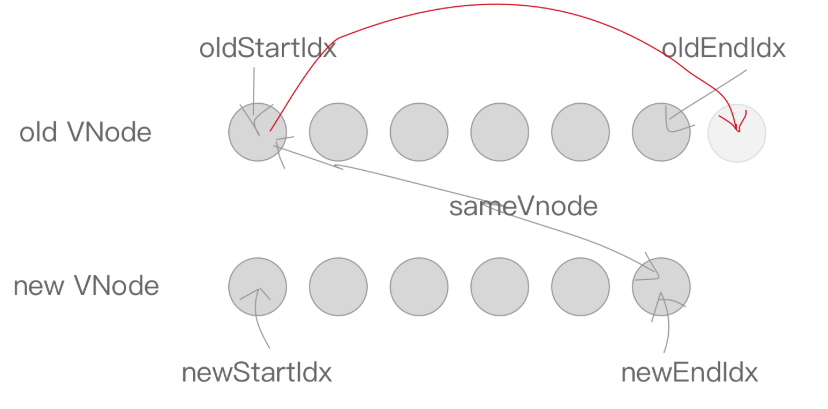 oldStartIdx
oldEndIdx
old VNode
sameVnode
new VNode
newStartIdx
newEndIdx